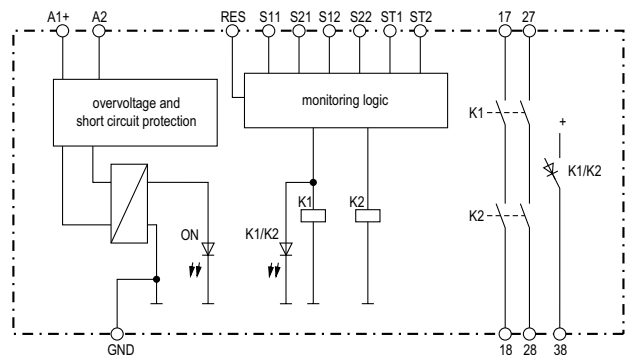 A1+ A2 RES S11 S21 S12 S22 ST1 ST2 17 27
overvoltage and
short circuit protection
monitoring logic
K1
+
K1/K2
K1 K2
K2
ON K1/K2
GND 18 28 38